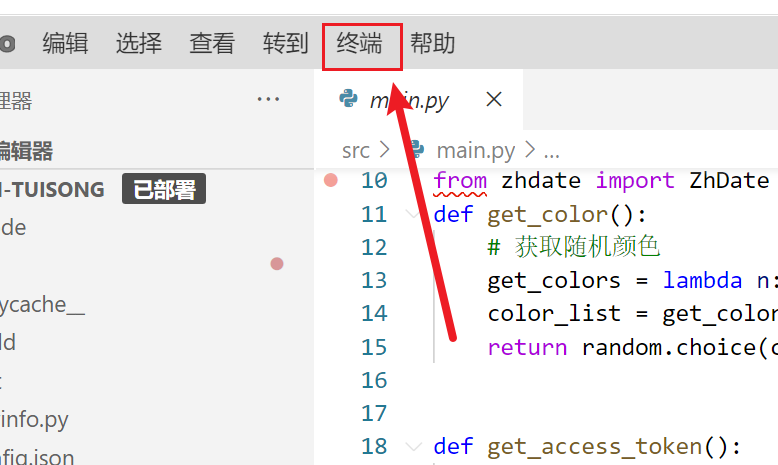 编辑 选择 查看 转到 终端 帮助
理器 ···
main.py ×
编辑器
src > main.py > ...
-TUISONG 已部署
10 from zhdate import ZhDate
11 def get_color():
12 # 获取随机颜色
13 get_colors = lambda n:
14 color_list = get_color
15 return random.choice(
16
17
18 def get_access_token():
de
ycache__
ld
info.py
fig.json